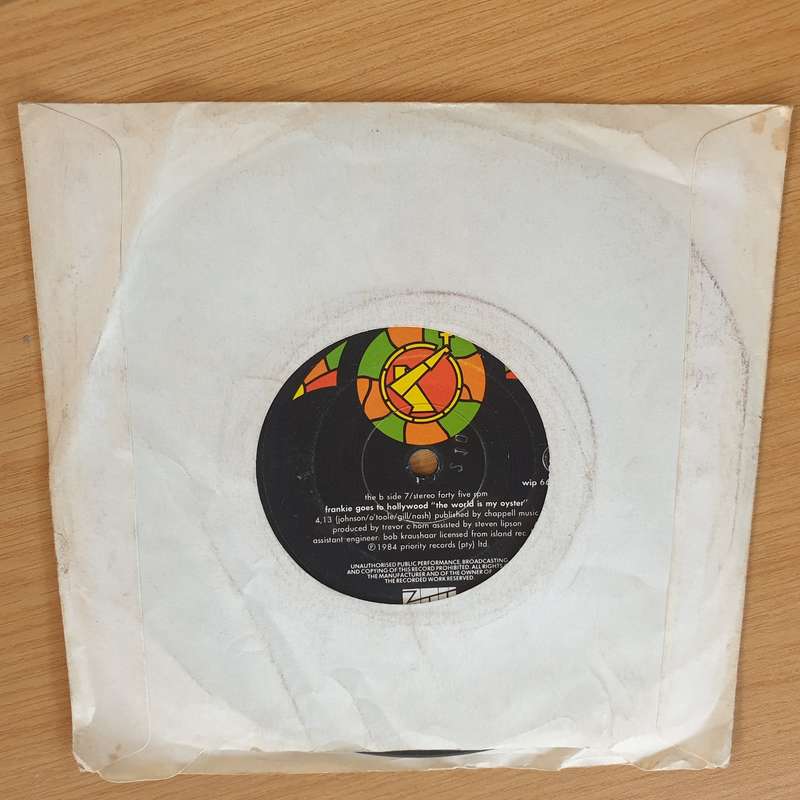 wip
the b side 7/stereo forty five rpm
frankie goes to hollywood "the world is my oyster"
4,13 (johnson/o'toole/gill/nash) published by chappell music
produced by trevor c horn assisted by steven lipson
assistant engineer. bob kraushaar licensed from island rec.
℗1984 priority records (pty) ltd.
UNAUTHORISED PUBLIC PERFORMANCE, BROADCASTING
AND COPYING OF THIS RECORD PROHIBITED. ALL RIGHTS
THE MANUFACTURER AND OF THE OWNER OF
THE RECORDED WORK RESERVED